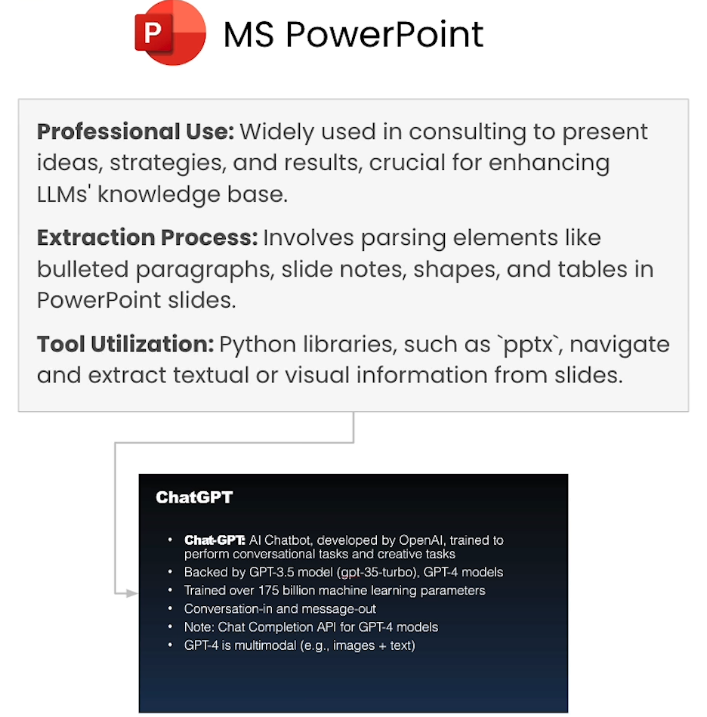 P MS PowerPoint
Professional Use: Widely used in consulting to present
ideas, strategies, and results, crucial for enhancing
LLMs' knowledge base.
Extraction Process: Involves parsing elements like
bulleted paragraphs, slide notes, shapes, and tables in
PowerPoint slides.
Tool Utilization: Python libraries, such as `pptx`, navigate
and extract textual or visual information from slides.
ChatGPT
• Chat-GPT: AI Chatbot, developed by OpenAI, trained to
perform conversational tasks and creative tasks
• Backed by GPT-3.5 model (gpt-35-turbo), GPT-4 models
• Trained over 175 billion machine learning parameters
• Conversation-in and message-out
• Note: Chat Completion API for GPT-4 models
• GPT-4 is multimodal (e.g., images + text)